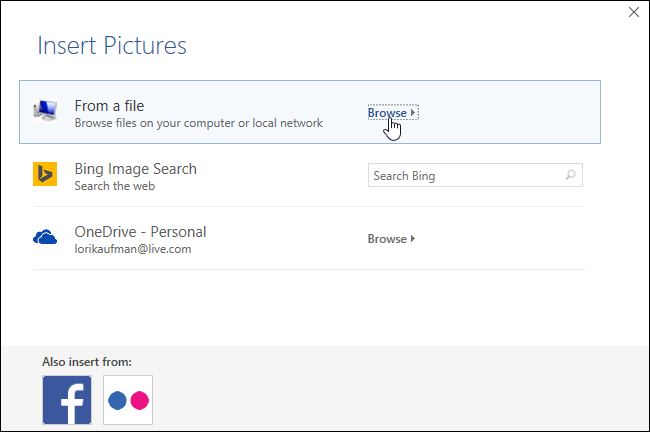 Insert Pictures
From a file
Browse files on your computer or local network
Browse
Bing Image Search
Search the web
Search Bing
OneDrive - Personal
lorikaufman@live.com
Browse
Also insert from:
f